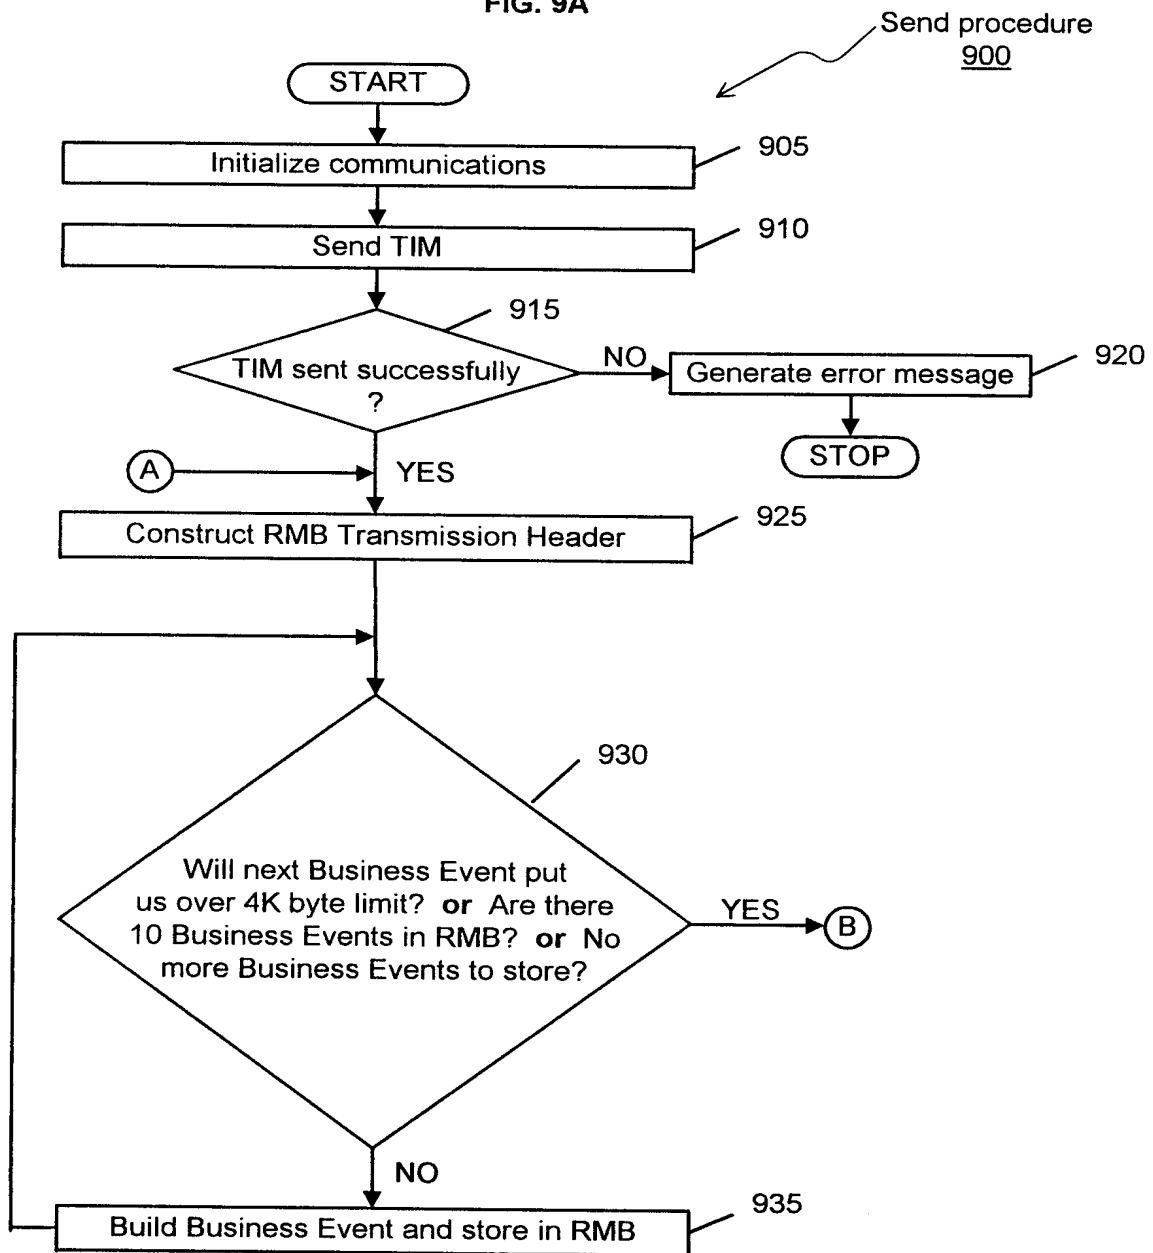 FIG. 9A
Send procedure
900
START
Initialize communications
905
Send TIM
910
915
TIM sent successfully
?
NO
Generate error message
920
STOP
A
YES
Construct RMB Transmission Header
925
930
Will next Business Event put
us over 4K byte limit? or Are there
10 Business Events in RMB? or No
more Business Events to store?
YES
B
NO
Build Business Event and store in RMB
935